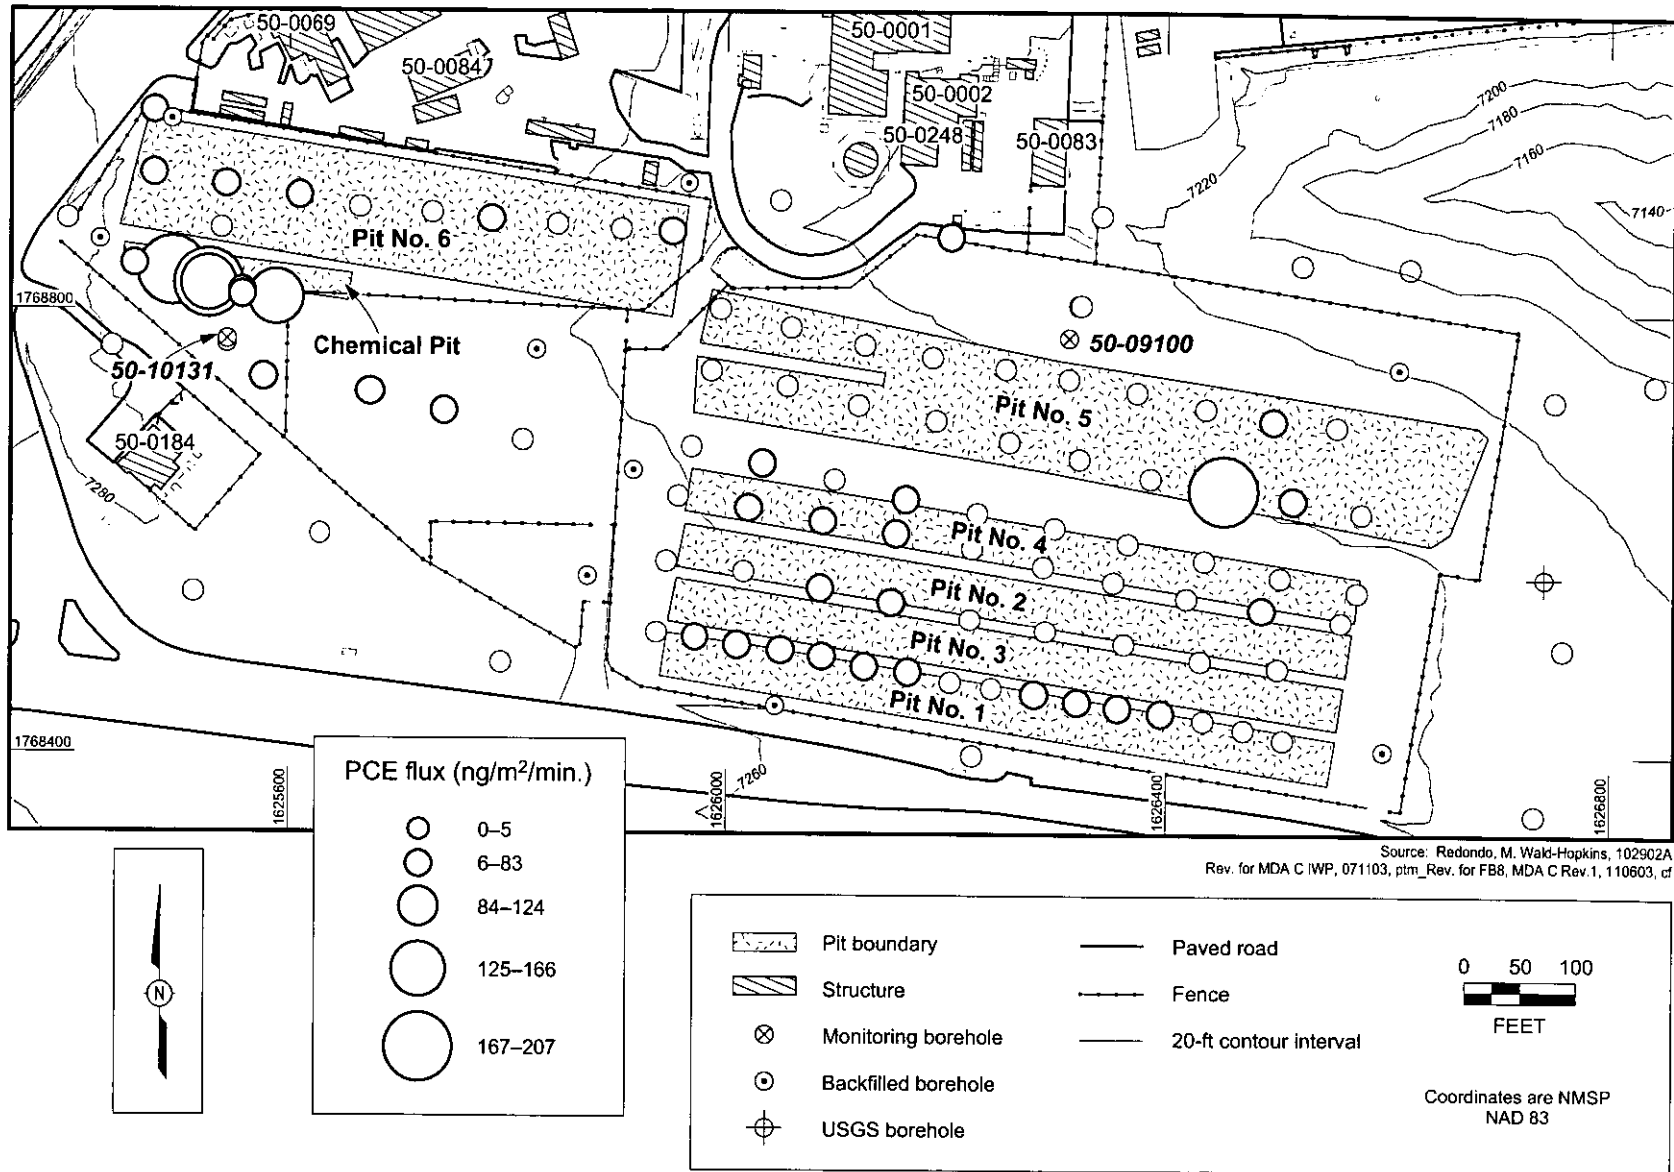 50-0069
50-0001
50-0084
50-0002
50-0248
50-0083
7200
7180
7160
7140
7220
Pit No. 6
1768800
Chemical Pit
50-10131
50-09100
Pit No. 5
50-0184
7280
Pit No. 4
Pit No. 2
Pit No. 3
Pit No. 1
1768400
7260
1625600
1626000
1626400
1626800
PCE flux (ng/m²/min.)
0–5
6–83
84–124
125–166
167–207
Source: Redondo, M. Wald-Hopkins, 102902A
Rev. for MDA C IWP, 071103, ptm_Rev. for FB8, MDA C Rev.1, 110603, cf
N
Pit boundary
Structure
Monitoring borehole
Backfilled borehole
USGS borehole
Paved road
Fence
20-ft contour interval
0 50 100
FEET
Coordinates are NMSP
NAD 83